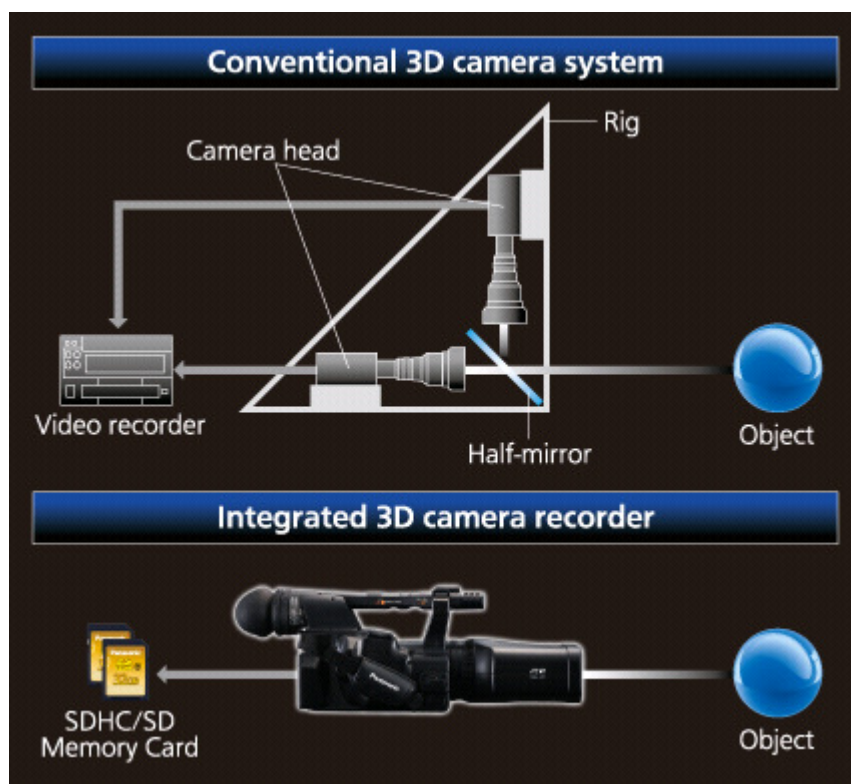 Conventional 3D camera system
Rig
Camera head
Video recorder
Half-mirror
Object
Integrated 3D camera recorder
Panasonic
SDHC/SD
Memory Card
Object